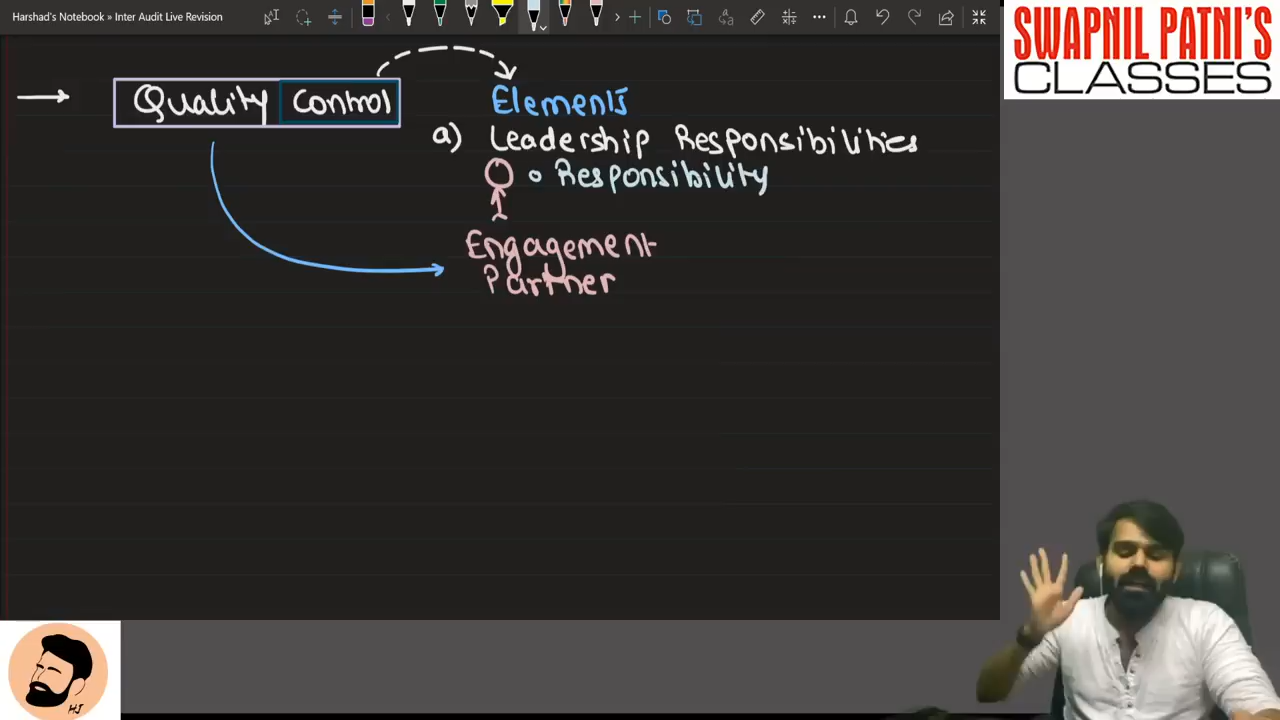 Harshad's Notebook » Inter Audit Live Revision
SWAPNIL PATNI'S
CLASSES
Quality Control
Elements
a) Leadership Responsibilities
Responsibility
Engagement
Partner
HJ